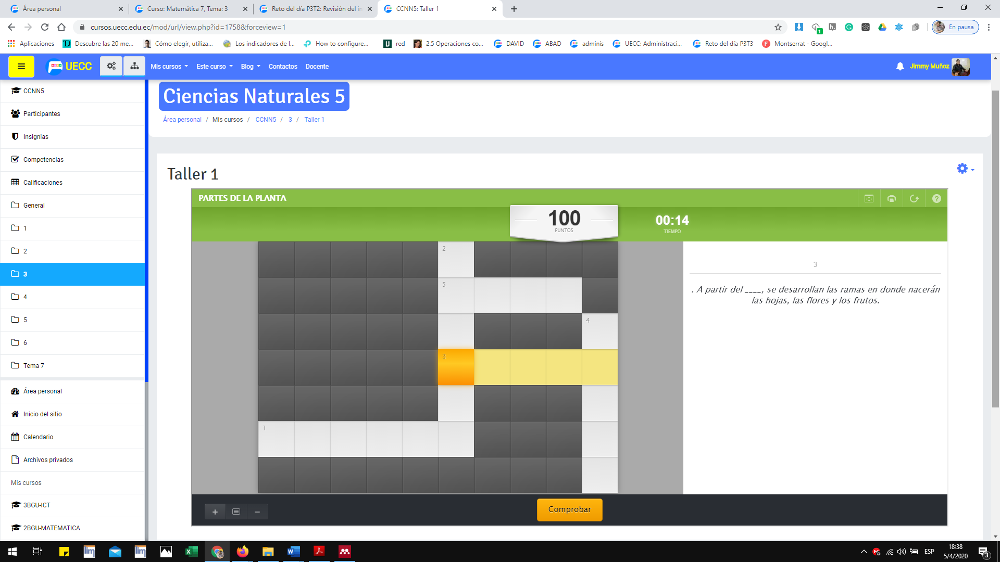 Área personal
Curso: Matemática 7, Tema: 3
Reto del día P3T2: Revisión del in
CCNN5: Taller 1
cursos.uecc.edu.ec/mod/url/view.php?id=1758&forceview=1
1
En pausa
Aplicaciones
Descubre las 20 me...
Cómo elegir, utiliza...
Los indicadores de l...
How to configure...
red
2.5 Operaciones co...
DAVID
ABAD
adminis
UECC: Administraci...
Reto del día P3T3
Montserrat - Googl...
UECC
Mis cursos
Este curso
Blog
Contactos
Docente
Jimmy Muñoz
CCNN5
Participantes
Insignias
Competencias
Calificaciones
General
1
2
3
4
5
6
Tema 7
Área personal
Inicio del sitio
Calendario
Archivos privados
Mis cursos
3BGU-ICT
2BGU-MATEMATICA
Ciencias Naturales 5
Área personal / Mis cursos / CCNN5 / 3 / Taller 1
Taller 1
PARTES DE LA PLANTA
100
PUNTOS
00:14
TIEMPO
2
5
4
3
1
3
. A partir del ____, se desarrollan las ramas en donde nacerán
las hojas, las flores y los frutos.
Comprobar
ESP
18:38
5/4/2020
3